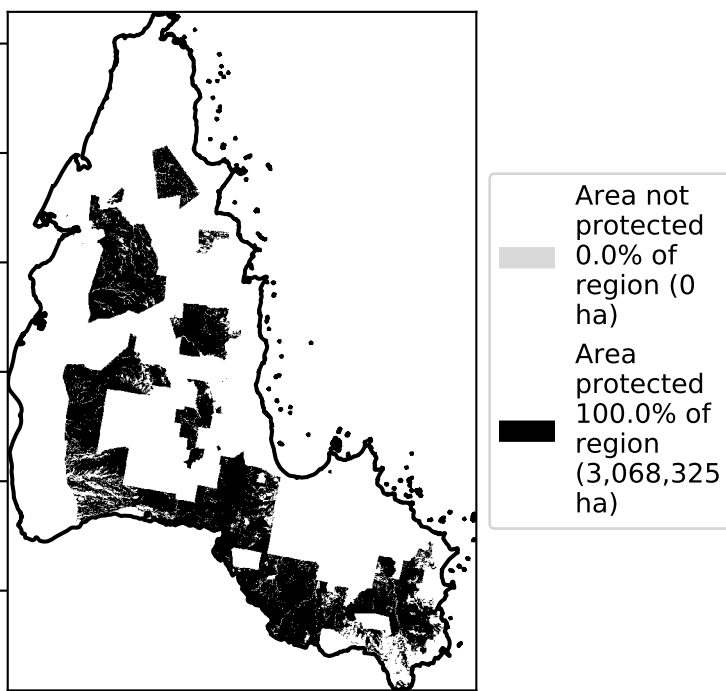 Area not
protected
0.0% of
region (0
ha)
Area
protected
100.0% of
region
(3,068,325
ha)